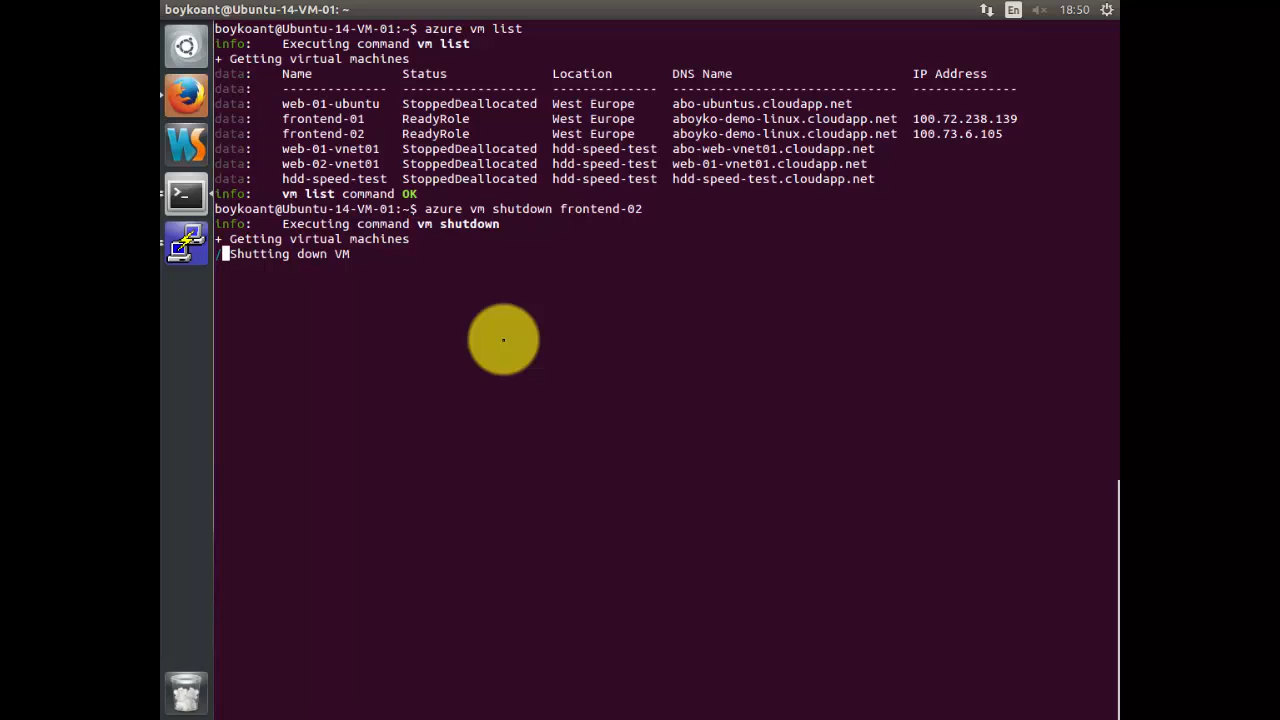 boykoant@Ubuntu-14-VM-01: ~ En 18:50
boykoant@Ubuntu-14-VM-01:~$ azure vm list
info:    Executing command vm list
+ Getting virtual machines
data:    Name            Status              Location        DNS Name                        IP Address
data:    --------------  ------------------  --------------  ------------------------------  --------------
data:    web-01-ubuntu   StoppedDeallocated  West Europe     abo-ubuntus.cloudapp.net
data:    frontend-01     ReadyRole           West Europe     aboyko-demo-linux.cloudapp.net  100.72.238.139
data:    frontend-02     ReadyRole           West Europe     aboyko-demo-linux.cloudapp.net  100.73.6.105
data:    web-01-vnet01   StoppedDeallocated  hdd-speed-test  abo-web-vnet01.cloudapp.net
data:    web-02-vnet01   StoppedDeallocated  hdd-speed-test  web-01-vnet01.cloudapp.net
data:    hdd-speed-test  StoppedDeallocated  hdd-speed-test  hdd-speed-test.cloudapp.net
info:    vm list command OK
boykoant@Ubuntu-14-VM-01:~$ azure vm shutdown frontend-02
info:    Executing command vm shutdown
+ Getting virtual machines
/ Shutting down VM